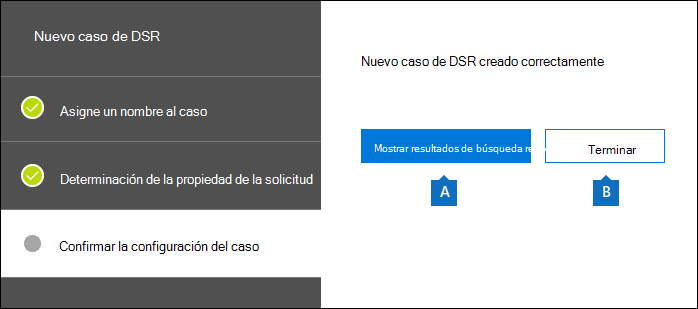 Nuevo caso de DSR
Asigne un nombre al caso
Determinación de la propiedad de la solicitud
Confirmar la configuración del caso
Nuevo caso de DSR creado correctamente
Mostrar resultados de búsqueda
Terminar
A
B